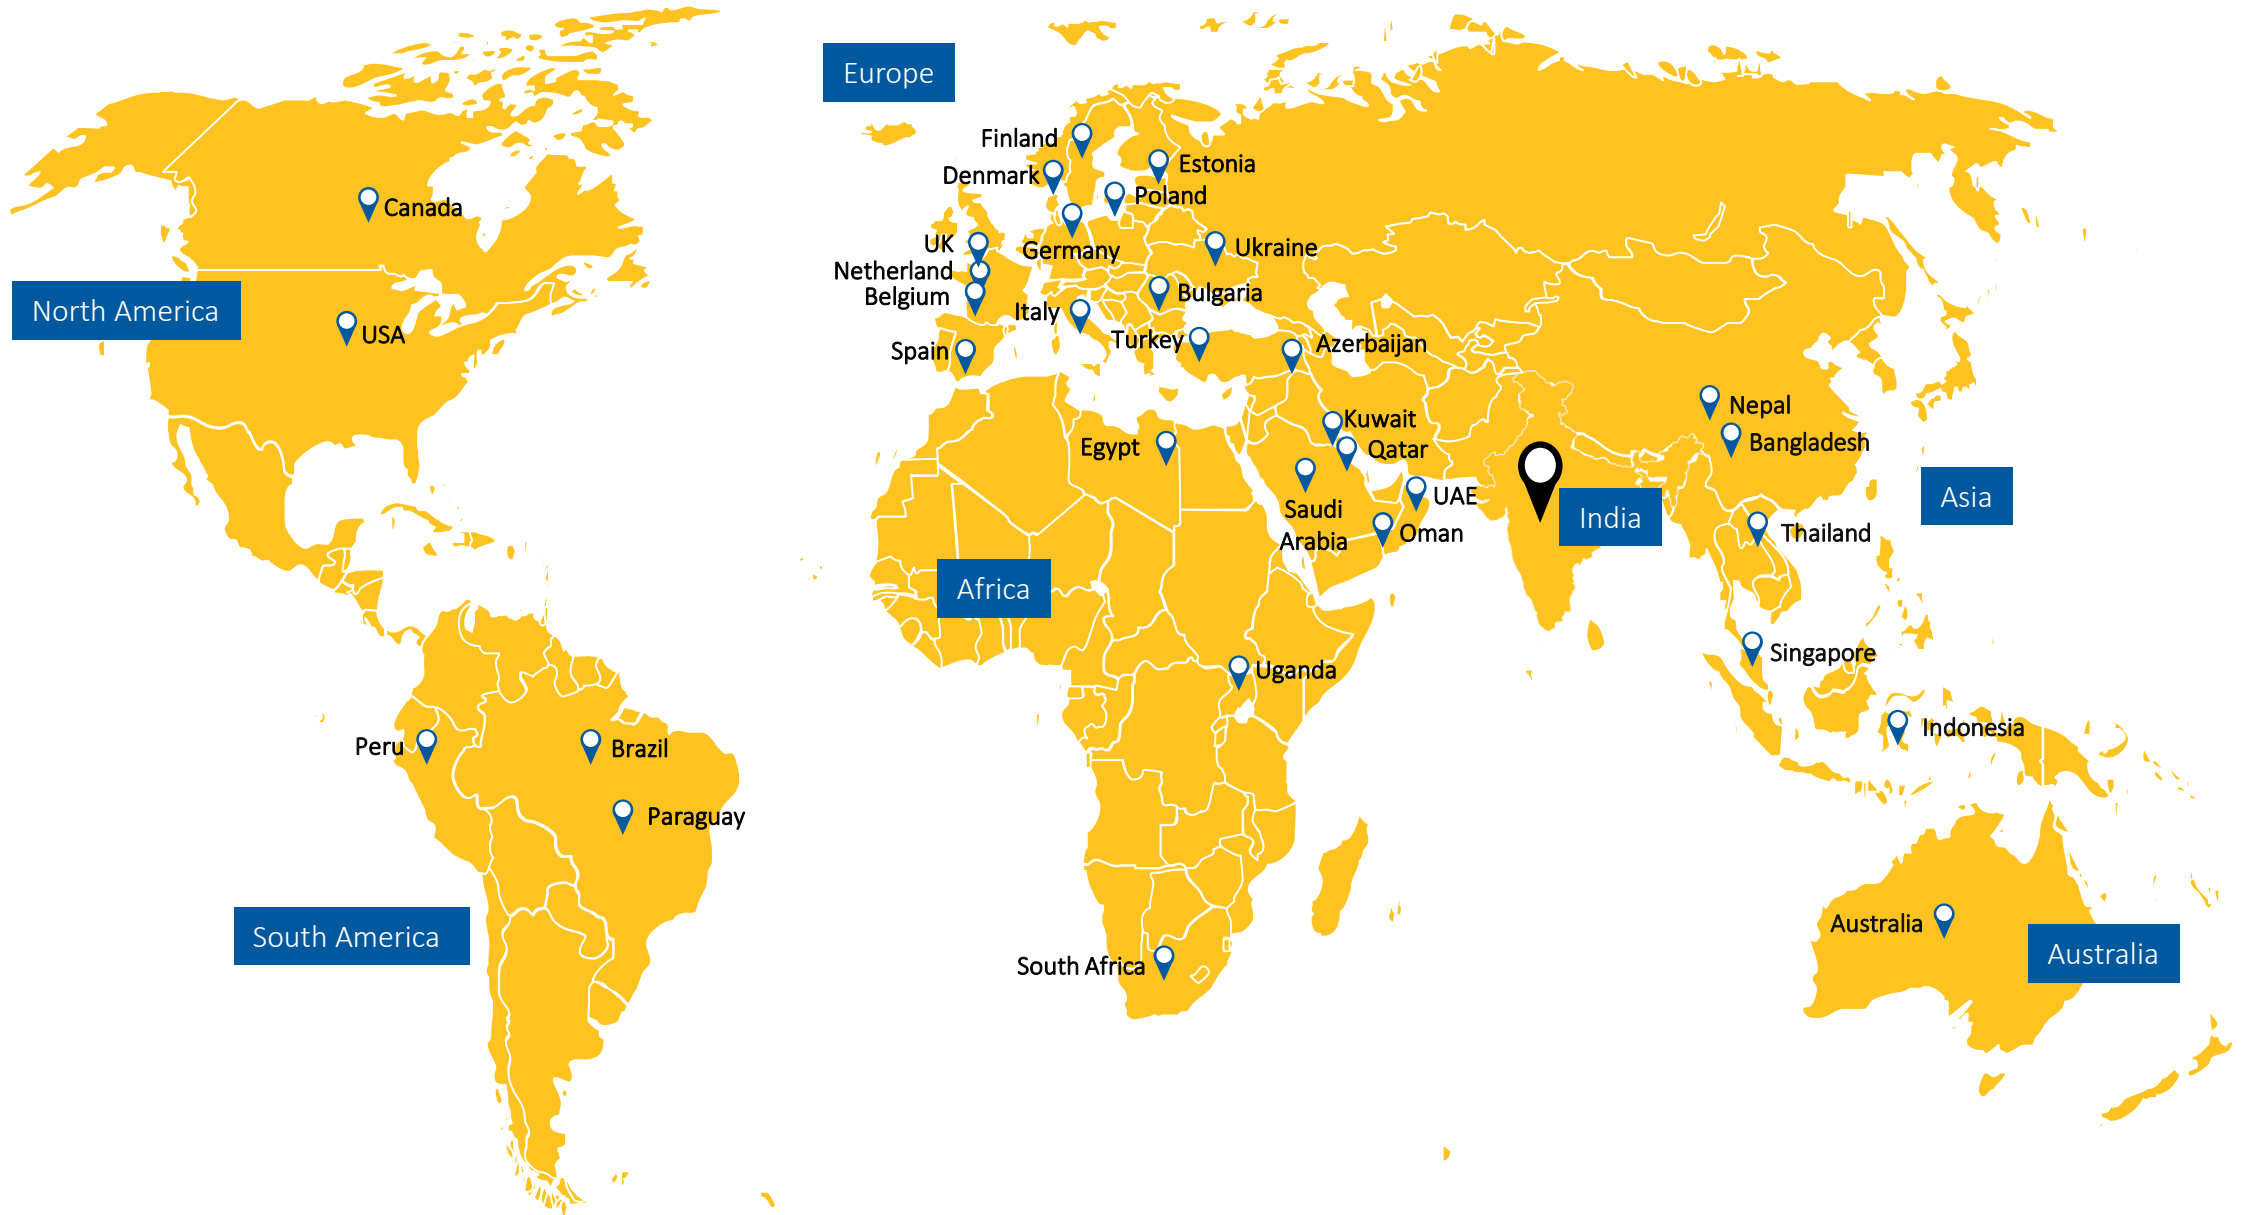 Europe
Finland
Denmark
Estonia
Poland
Canada
UK
Germany
Ukraine
Netherland
Belgium
Bulgaria
North America
Italy
USA
Turkey
Azerbaijan
Spain
Nepal
Kuwait
Bangladesh
Egypt
Qatar
UAE
Asia
Saudi
Arabia
Oman
India
Thailand
Africa
Singapore
Uganda
Indonesia
Peru
Brazil
Paraguay
Australia
South America
Australia
South Africa